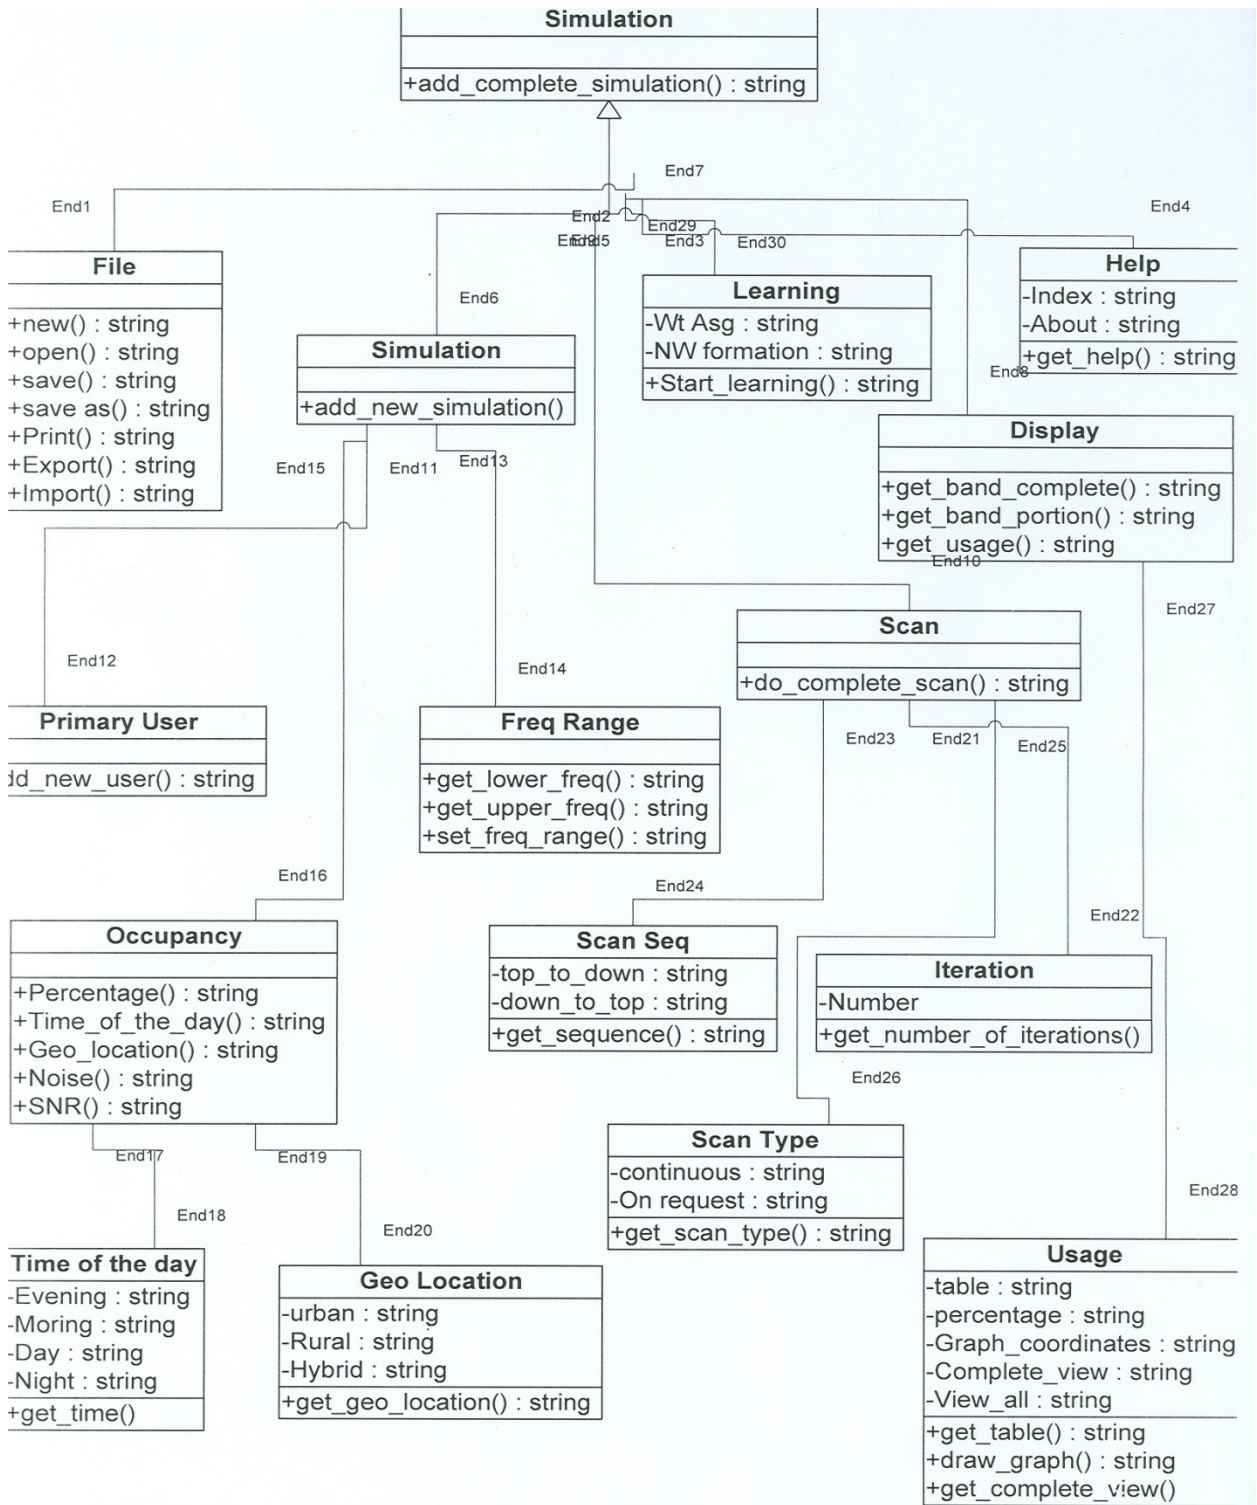 Simulation
+add_complete_simulation() : string
End7
End1
End4
End2
End29
End5
End3
End30
File
+new() : string
+open() : string
+save() : string
+save as() : string
+Print() : string
+Export() : string
+Import() : string
End6
Simulation
+add_new_simulation()
Learning
-Wt Asg : string
-NW formation : string
+Start_learning() : string
Help
-Index : string
-About : string
+get_help() : string
End8
Display
+get_band_complete() : string
+get_band_portion() : string
+get_usage() : string
End10
End15
End11
End13
End27
Scan
+do_complete_scan() : string
End12
End14
Primary User
dd_new_user() : string
Freq Range
+get_lower_freq() : string
+get_upper_freq() : string
+set_freq_range() : string
End23
End21
End25
End16
End24
End22
Occupancy
+Percentage() : string
+Time_of_the_day() : string
+Geo_location() : string
+Noise() : string
+SNR() : string
Scan Seq
-top_to_down : string
-down_to_top : string
+get_sequence() : string
Iteration
-Number
+get_number_of_iterations()
End26
Scan Type
-continuous : string
-On request : string
+get_scan_type() : string
End17
End19
End18
End20
End28
Time of the day
-Evening : string
-Moring : string
-Day : string
-Night : string
+get_time()
Geo Location
-urban : string
-Rural : string
-Hybrid : string
+get_geo_location() : string
Usage
-table : string
-percentage : string
-Graph_coordinates : string
-Complete_view : string
-View_all : string
+get_table() : string
+draw_graph() : string
+get_complete_view()